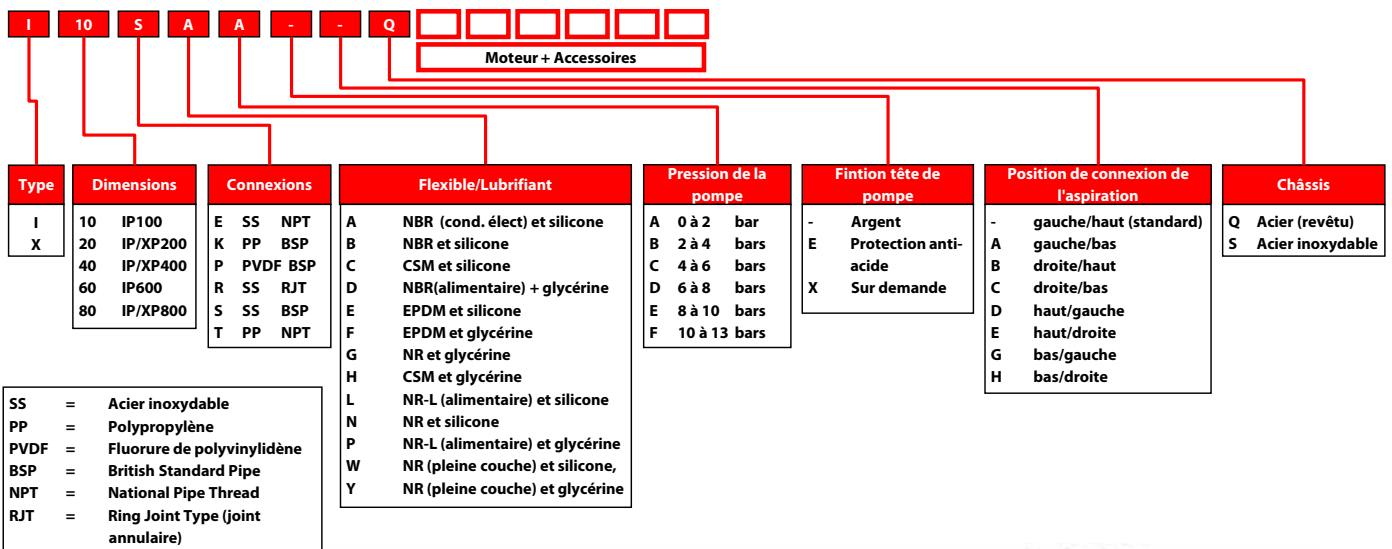 I 10 S A A - - Q
Moteur + Accessoires
Type
I
X
Dimensions
10 IP100
20 IP/XP200
40 IP/XP400
60 IP600
80 IP/XP800
Connexions
E SS NPT
K PP BSP
P PVDF BSP
R SS RJT
S SS BSP
T PP NPT
Flexible/Lubrifiant
A NBR (cond. élect) et silicone
B NBR et silicone
C CSM et silicone
D NBR(alimentaire) + glycérine
E EPDM et silicone
F EPDM et glycérine
G NR et glycérine
H CSM et glycérine
L NR-L (alimentaire) et silicone
N NR et silicone
P NR-L (alimentaire) et glycérine
W NR (pleine couche) et silicone,
Y NR (pleine couche) et glycérine
Pression de la
pompe
A 0 à 2 bar
B 2 à 4 bars
C 4 à 6 bars
D 6 à 8 bars
E 8 à 10 bars
F 10 à 13 bars
Fintion tête de
pompe
- Argent
E Protection anti-
acide
X Sur demande
Position de connexion de
l'aspiration
- gauche/haut (standard)
A gauche/bas
B droite/haut
C droite/bas
D haut/gauche
E haut/droite
G bas/gauche
H bas/droite
Châssis
Q Acier (revêtu)
S Acier inoxydable
SS = Acier inoxydable
PP = Polypropylène
PVDF = Fluorure de polyvinylidène
BSP = British Standard Pipe
NPT = National Pipe Thread
RJT = Ring Joint Type (joint
annulaire)